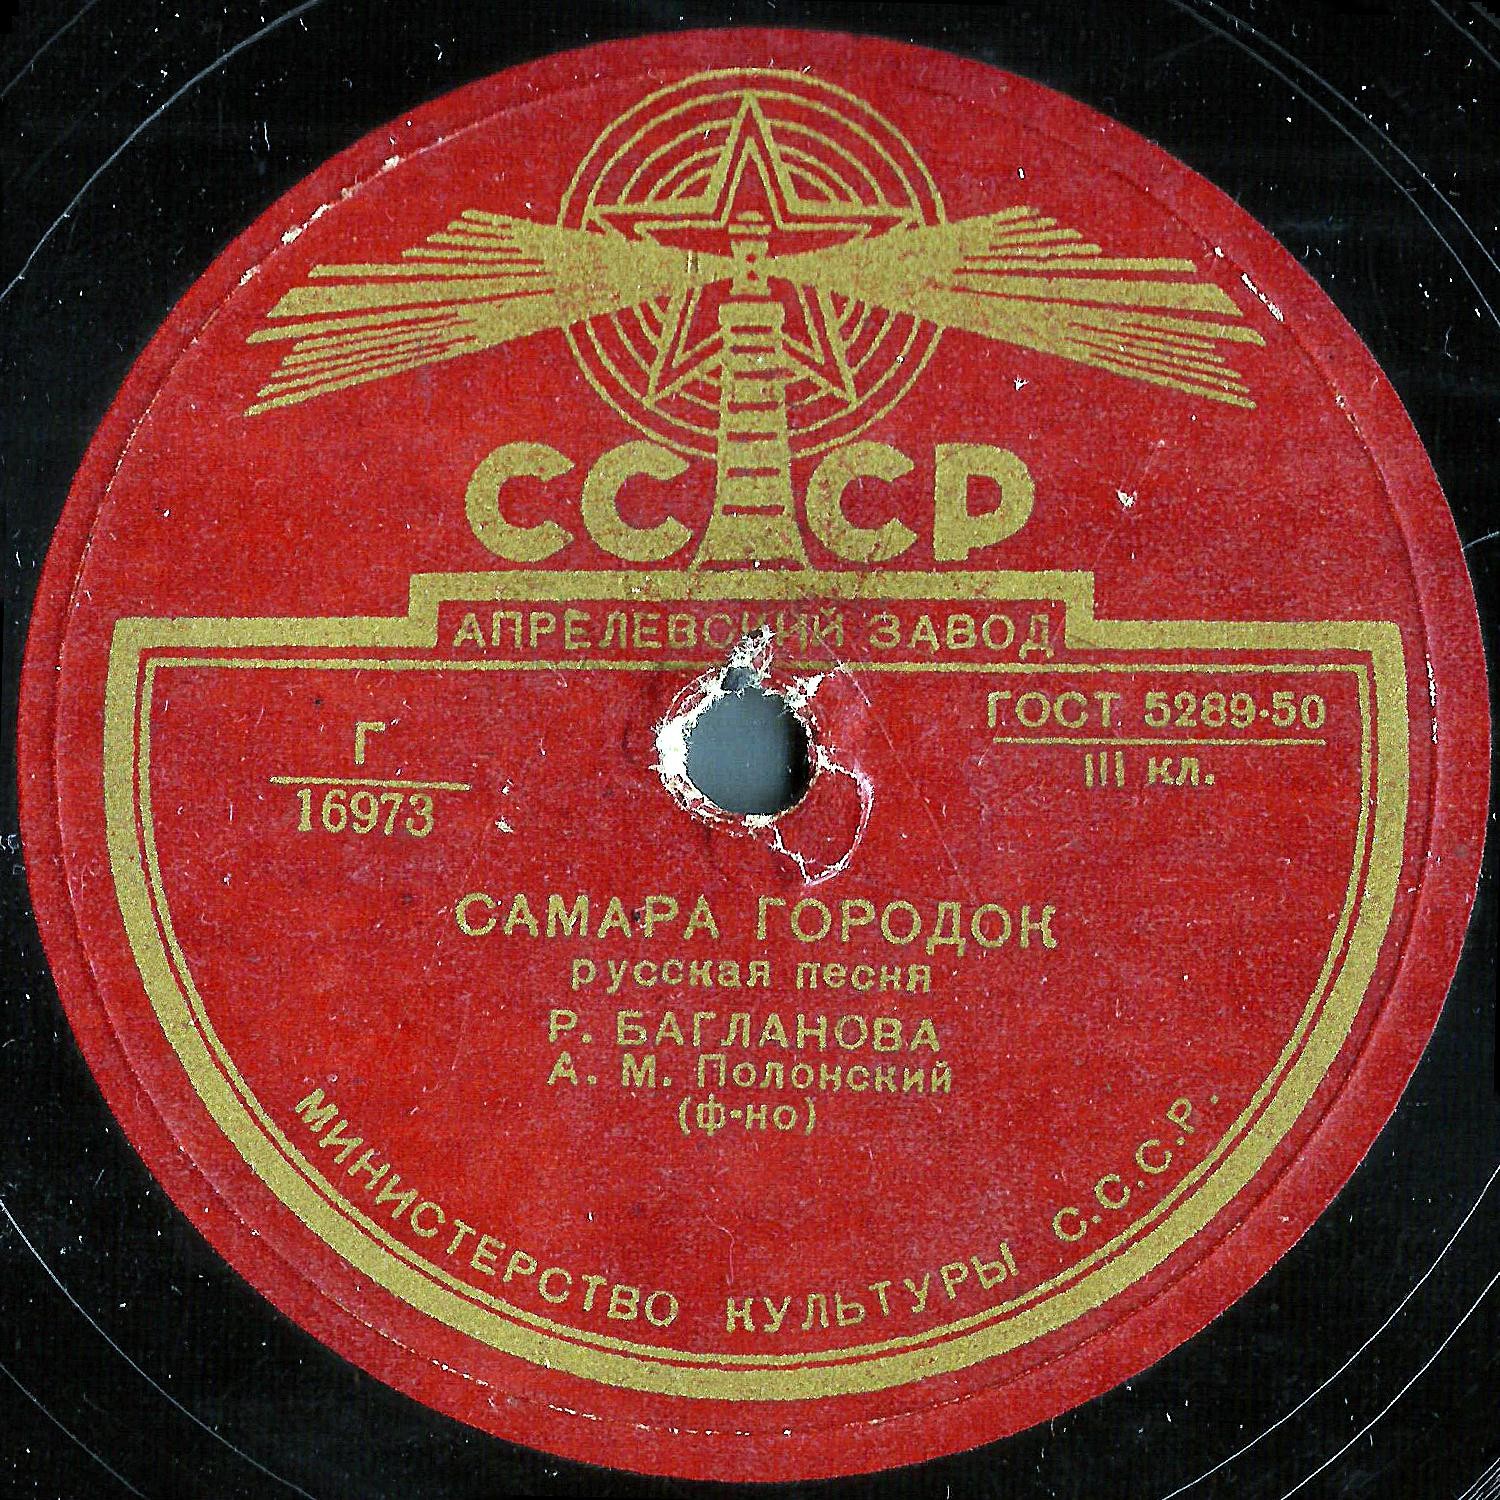 СССР
АПРЕЛЕВСКИЙ ЗАВОД
Г
16973
ГОСТ 5289-50
III кл.
САМАРА ГОРОДОК
русская песня
Р. БАГЛАНОВА
А. М. Полонский
(ф-но)
МИНИСТЕРСТВО КУЛЬТУРЫ С.С.С.Р.